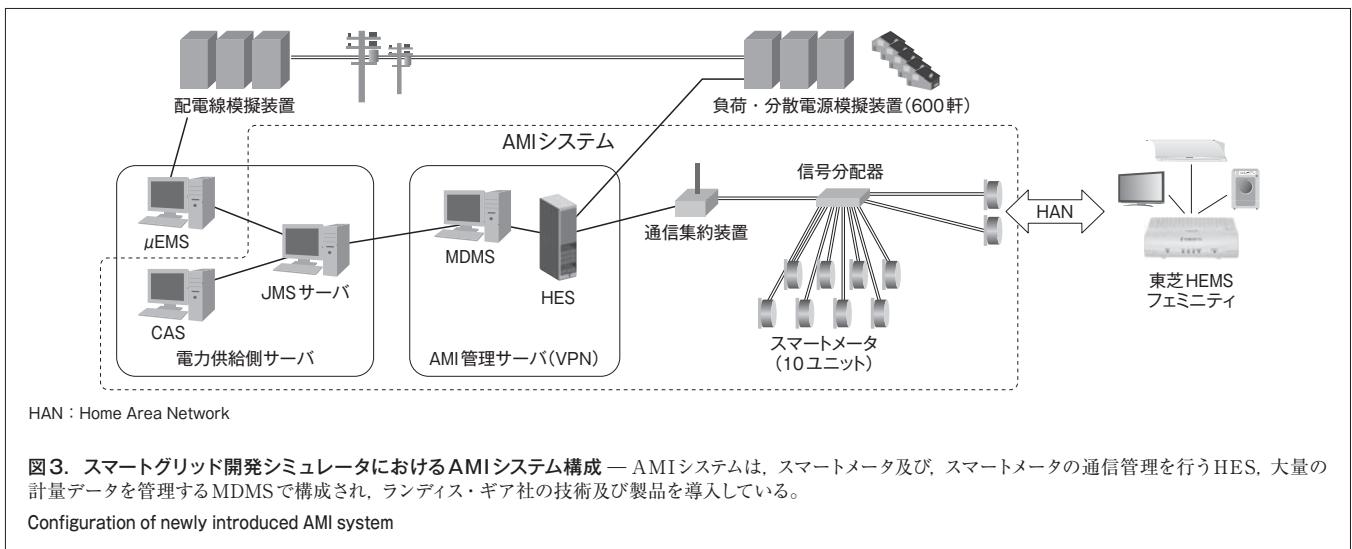 配電線模擬装置
負荷・分散電源模擬装置(600軒)
AMIシステム
信号分配器
μEMS
JMSサーバ
CAS
電力供給側サーバ
MDMS
HES
AMI管理サーバ(VPN)
通信集約装置
スマートメータ
(10ユニット)
HAN
東芝HEMS
フェミニティ
HAN:Home Area Network
図3. スマートグリッド開発シミュレータにおけるAMIシステム構成 — AMIシステムは,スマートメータ及び,スマートメータの通信管理を行うHES,大量の
計量データを管理するMDMSで構成され,ランディス・ギア社の技術及び製品を導入している。
Configuration of newly introduced AMI system